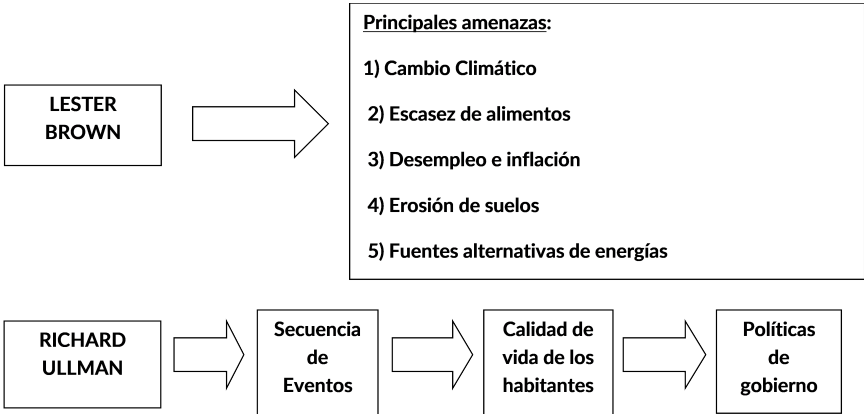 Principales amenazas:
1) Cambio Climático
LESTER
BROWN
2) Escasez de alimentos
3) Desempleo e inflación
4) Erosión de suelos
5) Fuentes alternativas de energías
RICHARD
ULLMAN
Secuencia
de
Eventos
Calidad de
vida de los
habitantes
Políticas
de
gobierno